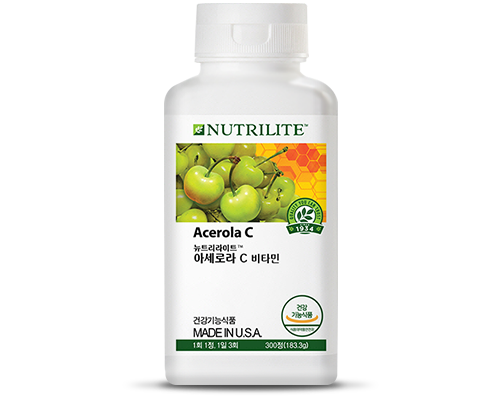 NUTRILITE™
1934
Acerola C
뉴트리라이트™
아세로라 C 비타민
건강
기능식품
건강기능식품
MADE IN U.S.A.
1회 1정, 1일 3회 300정(183.3g)